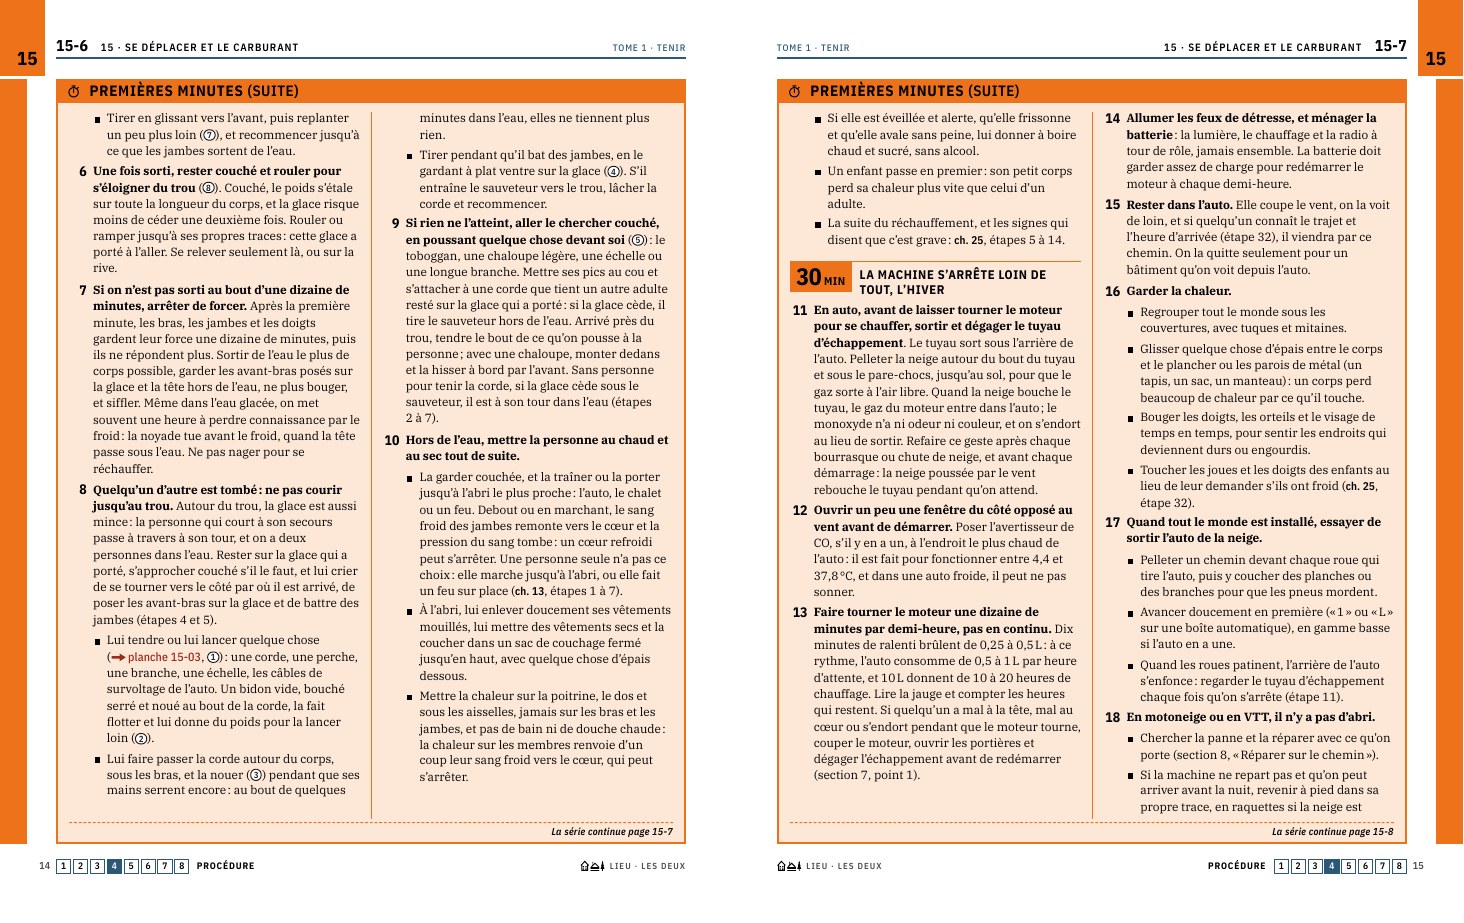 15
15-6 15 · SE DÉPLACER ET LE CARBURANT
TOME 1 · TENIR
PREMIÈRES MINUTES (SUITE)
Tirer en glissant vers l’avant, puis replanter
un peu plus loin (7), et recommencer jusqu’à
ce que les jambes sortent de l’eau.
6 Une fois sorti, rester couché et rouler pour
s’éloigner du trou (8). Couché, le poids s’étale
sur toute la longueur du corps, et la glace risque
moins de céder une deuxième fois. Rouler ou
ramper jusqu’à ses propres traces : cette glace a
porté à l’aller. Se relever seulement là, ou sur la
rive.
7 Si on n’est pas sorti au bout d’une dizaine de
minutes, arrêter de forcer. Après la première
minute, les bras, les jambes et les doigts
gardent leur force une dizaine de minutes, puis
ils ne répondent plus. Sortir de l’eau le plus de
corps possible, garder les avant-bras posés sur
la glace et la tête hors de l’eau, ne plus bouger,
et siffler. Même dans l’eau glacée, on met
souvent une heure à perdre connaissance par le
froid : la noyade tue avant le froid, quand la tête
passe sous l’eau. Ne pas nager pour se
réchauffer.
8 Quelqu’un d’autre est tombé : ne pas courir
jusqu’au trou. Autour du trou, la glace est aussi
mince : la personne qui court à son secours
passe à travers à son tour, et on a deux
personnes dans l’eau. Rester sur la glace qui a
porté, s’approcher couché s’il le faut, et lui crier
de se tourner vers le côté par où il est arrivé, de
poser les avant-bras sur la glace et de battre des
jambes (étapes 4 et 5).
Lui tendre ou lui lancer quelque chose
(➞ planche 15-03, 1) : une corde, une perche,
une branche, une échelle, les câbles de
survoltage de l’auto. Un bidon vide, bouché
serré et noué au bout de la corde, la fait
flotter et lui donne du poids pour la lancer
loin (2).
Lui faire passer la corde autour du corps,
sous les bras, et la nouer (3) pendant que ses
mains serrent encore : au bout de quelques
minutes dans l’eau, elles ne tiennent plus
rien.
Tirer pendant qu’il bat des jambes, en le
gardant à plat ventre sur la glace (4). S’il
entraîne le sauveteur vers le trou, lâcher la
corde et recommencer.
9 Si rien ne l’atteint, aller le chercher couché,
en poussant quelque chose devant soi (5) : le
toboggan, une chaloupe légère, une échelle ou
une longue branche. Mettre ses pics au cou et
s’attacher à une corde que tient un autre adulte
resté sur la glace qui a porté : si la glace cède, il
tire le sauveteur hors de l’eau. Arrivé près du
trou, tendre le bout de ce qu’on pousse à la
personne ; avec une chaloupe, monter dedans
et la hisser à bord par l’avant. Sans personne
pour tenir la corde, si la glace cède sous le
sauveteur, il est à son tour dans l’eau (étapes
2 à 7).
10 Hors de l’eau, mettre la personne au chaud et
au sec tout de suite.
La garder couchée, et la traîner ou la porter
jusqu’à l’abri le plus proche : l’auto, le chalet
ou un feu. Debout ou en marchant, le sang
froid des jambes remonte vers le cœur et la
pression du sang tombe : un cœur refroidi
peut s’arrêter. Une personne seule n’a pas ce
choix : elle marche jusqu’à l’abri, ou elle fait
un feu sur place (ch. 13, étapes 1 à 7).
À l’abri, lui enlever doucement ses vêtements
mouillés, lui mettre des vêtements secs et la
coucher dans un sac de couchage fermé
jusqu’en haut, avec quelque chose d’épais
dessous.
Mettre la chaleur sur la poitrine, le dos et
sous les aisselles, jamais sur les bras et les
jambes, et pas de bain ni de douche chaude :
la chaleur sur les membres renvoie d’un
coup leur sang froid vers le cœur, qui peut
s’arrêter.
La série continue page 15-7
14 1 2 3 4 5 6 7 8 PROCÉDURE
LIEU · LES DEUX
TOME 1 · TENIR
15 · SE DÉPLACER ET LE CARBURANT 15-7
15
PREMIÈRES MINUTES (SUITE)
Si elle est éveillée et alerte, qu’elle frissonne
et qu’elle avale sans peine, lui donner à boire
chaud et sucré, sans alcool.
Un enfant passe en premier : son petit corps
perd sa chaleur plus vite que celui d’un
adulte.
La suite du réchauffement, et les signes qui
disent que c’est grave : ch. 25, étapes 5 à 14.
30 MIN LA MACHINE S’ARRÊTE LOIN DE
TOUT, L’HIVER
11 En auto, avant de laisser tourner le moteur
pour se chauffer, sortir et dégager le tuyau
d’échappement. Le tuyau sort sous l’arrière de
l’auto. Pelleter la neige autour du bout du tuyau
et sous le pare-chocs, jusqu’au sol, pour que le
gaz sorte à l’air libre. Quand la neige bouche le
tuyau, le gaz du moteur entre dans l’auto ; le
monoxyde n’a ni odeur ni couleur, et on s’endort
au lieu de sortir. Refaire ce geste après chaque
bourrasque ou chute de neige, et avant chaque
démarrage : la neige poussée par le vent
rebouche le tuyau pendant qu’on attend.
12 Ouvrir un peu une fenêtre du côté opposé au
vent avant de démarrer. Poser l’avertisseur de
CO, s’il y en a un, à l’endroit le plus chaud de
l’auto : il est fait pour fonctionner entre 4,4 et
37,8 °C, et dans une auto froide, il peut ne pas
sonner.
13 Faire tourner le moteur une dizaine de
minutes par demi-heure, pas en continu. Dix
minutes de ralenti brûlent de 0,25 à 0,5 L : à ce
rythme, l’auto consomme de 0,5 à 1 L par heure
d’attente, et 10 L donnent de 10 à 20 heures de
chauffage. Lire la jauge et compter les heures
qui restent. Si quelqu’un a mal à la tête, mal au
cœur ou s’endort pendant que le moteur tourne,
couper le moteur, ouvrir les portières et
dégager l’échappement avant de redémarrer
(section 7, point 1).
14 Allumer les feux de détresse, et ménager la
batterie : la lumière, le chauffage et la radio à
tour de rôle, jamais ensemble. La batterie doit
garder assez de charge pour redémarrer le
moteur à chaque demi-heure.
15 Rester dans l’auto. Elle coupe le vent, on la voit
de loin, et si quelqu’un connaît le trajet et
l’heure d’arrivée (étape 32), il viendra par ce
chemin. On la quitte seulement pour un
bâtiment qu’on voit depuis l’auto.
16 Garder la chaleur.
Regrouper tout le monde sous les
couvertures, avec tuques et mitaines.
Glisser quelque chose d’épais entre le corps
et le plancher ou les parois de métal (un
tapis, un sac, un manteau) : un corps perd
beaucoup de chaleur par ce qu’il touche.
Bouger les doigts, les orteils et le visage de
temps en temps, pour sentir les endroits qui
deviennent durs ou engourdis.
Toucher les joues et les doigts des enfants au
lieu de leur demander s’ils ont froid (ch. 25,
étape 32).
17 Quand tout le monde est installé, essayer de
sortir l’auto de la neige.
Pelleter un chemin devant chaque roue qui
tire l’auto, puis y coucher des planches ou
des branches pour que les pneus mordent.
Avancer doucement en première (« 1 » ou « L »
sur une boîte automatique), en gamme basse
si l’auto en a une.
Quand les roues patinent, l’arrière de l’auto
s’enfonce : regarder le tuyau d’échappement
chaque fois qu’on s’arrête (étape 11).
18 En motoneige ou en VTT, il n’y a pas d’abri.
Chercher la panne et la réparer avec ce qu’on
porte (section 8, « Réparer sur le chemin »).
Si la machine ne repart pas et qu’on peut
arriver avant la nuit, revenir à pied dans sa
propre trace, en raquettes si la neige est
La série continue page 15-8
LIEU · LES DEUX
PROCÉDURE 1 2 3 4 5 6 7 8 15